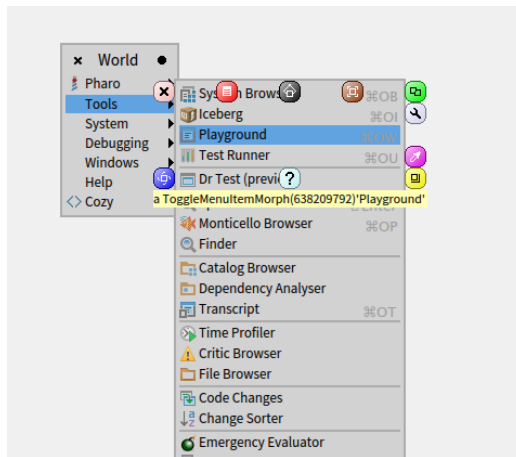 World
Pharo
Tools
System
Debugging
Windows
Help
Cozy
Iceberg ⌘OI
Playground ⌘OW
Test Runner ⌘OU
Dr Test
?
a ToggleMenuItemMorph(638209792)'Playground'
Monticello Browser ⌘OP
Finder
Catalog Browser
Dependency Analyser
Transcript ⌘OT
Time Profiler
Critic Browser
File Browser
Code Changes
Change Sorter
Emergency Evaluator